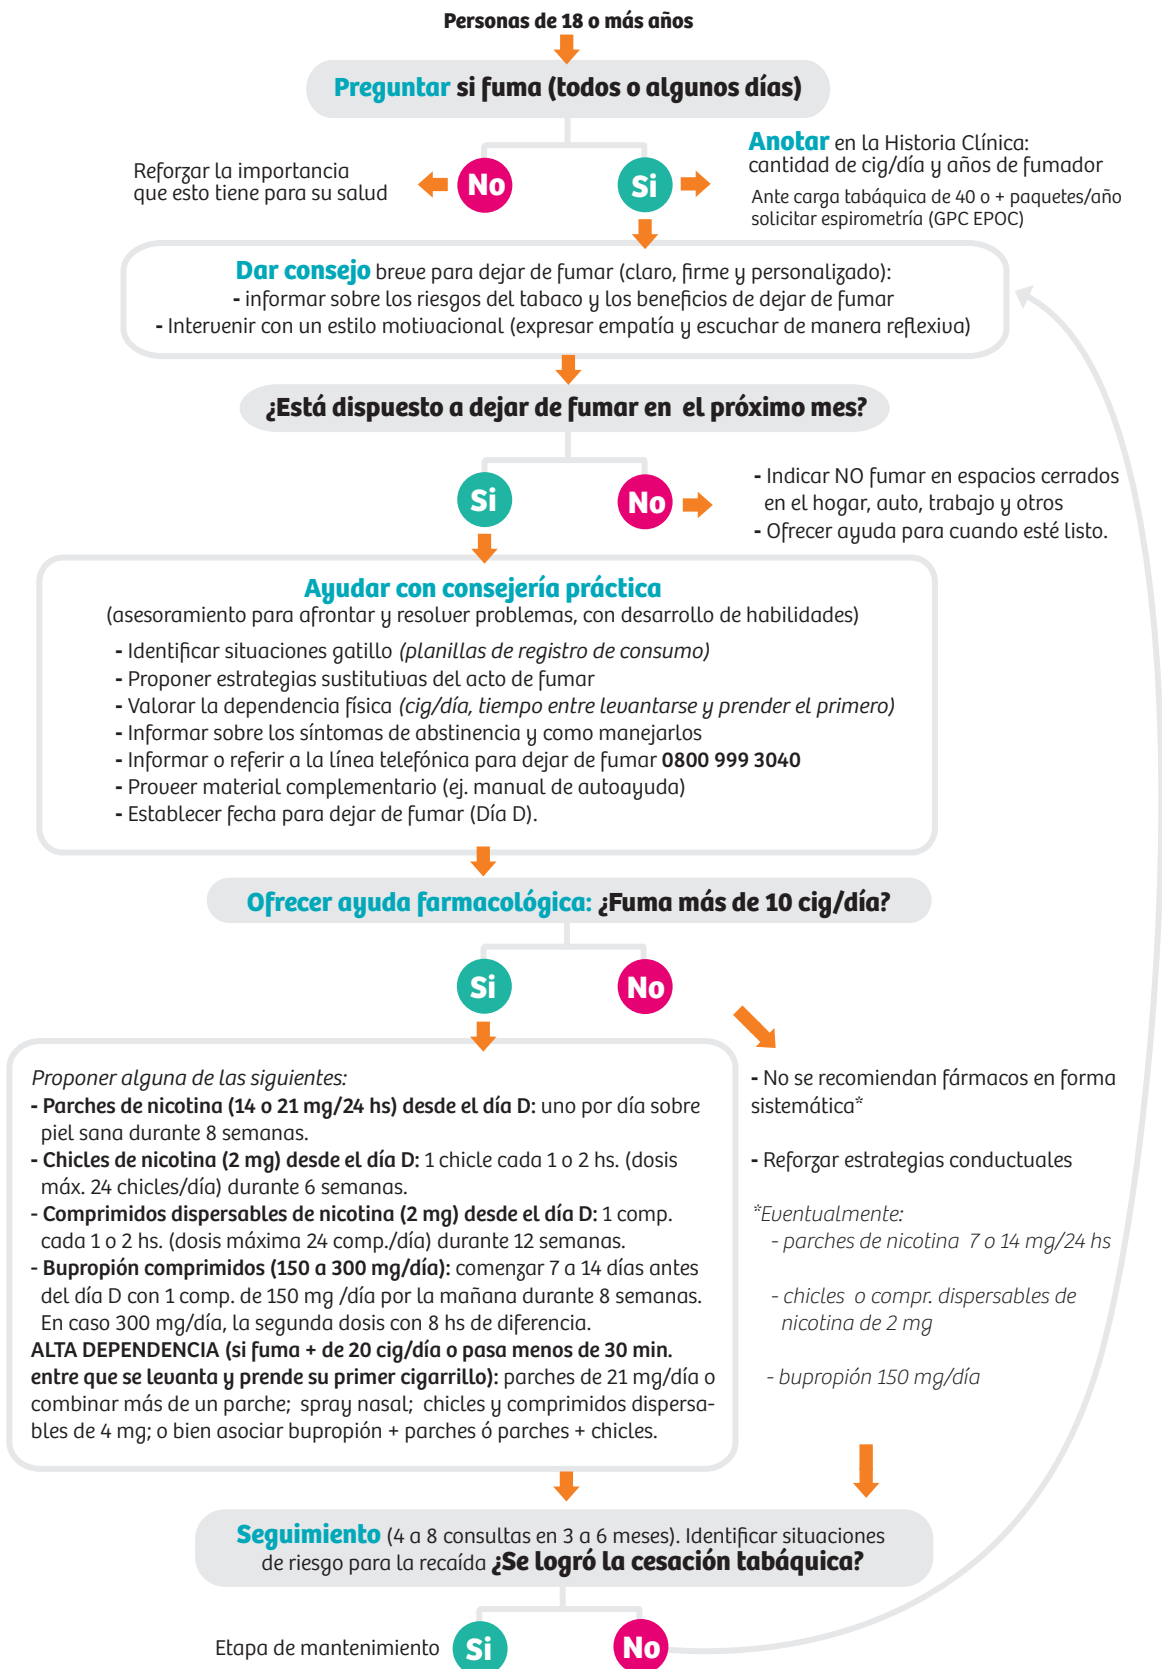 Personas de 18 o más años
Preguntar si fuma (todos o algunos días)
Reforzar la importancia
que esto tiene para su salud
No
Si
Anotar en la Historia Clínica:
cantidad de cig/día y años de fumador
Ante carga tabáquica de 40 o + paquetes/año
solicitar espirometría (GPC EPOC)
Dar consejo breve para dejar de fumar (claro, firme y personalizado):
- informar sobre los riesgos del tabaco y los beneficios de dejar de fumar
- Intervenir con un estilo motivacional (expresar empatía y escuchar de manera reflexiva)
¿Está dispuesto a dejar de fumar en el próximo mes?
Si
No
- Indicar NO fumar en espacios cerrados
en el hogar, auto, trabajo y otros
- Ofrecer ayuda para cuando esté listo.
Ayudar con consejería práctica
(asesoramiento para afrontar y resolver problemas, con desarrollo de habilidades)
- Identificar situaciones gatillo (planillas de registro de consumo)
- Proponer estrategias sustitutivas del acto de fumar
- Valorar la dependencia física (cig/día, tiempo entre levantarse y prender el primero)
- Informar sobre los síntomas de abstinencia y como manejarlos
- Informar o referir a la línea telefónica para dejar de fumar 0800 999 3040
- Proveer material complementario (ej. manual de autoayuda)
- Establecer fecha para dejar de fumar (Día D).
Ofrecer ayuda farmacológica: ¿Fuma más de 10 cig/día?
Si
No
Proponer alguna de las siguientes:
- Parches de nicotina (14 o 21 mg/24 hs) desde el día D: uno por día sobre
piel sana durante 8 semanas.
- Chicles de nicotina (2 mg) desde el día D: 1 chicle cada 1 o 2 hs. (dosis
máx. 24 chicles/día) durante 6 semanas.
- Comprimidos dispersables de nicotina (2 mg) desde el día D: 1 comp.
cada 1 o 2 hs. (dosis máxima 24 comp./día) durante 12 semanas.
- Bupropión comprimidos (150 a 300 mg/día): comenzar 7 a 14 días antes
del día D con 1 comp. de 150 mg /día por la mañana durante 8 semanas.
En caso 300 mg/día, la segunda dosis con 8 hs de diferencia.
ALTA DEPENDENCIA (si fuma + de 20 cig/día o pasa menos de 30 min.
entre que se levanta y prende su primer cigarrillo): parches de 21 mg/día o
combinar más de un parche; spray nasal; chicles y comprimidos dispersa-
bles de 4 mg; o bien asociar bupropión + parches ó parches + chicles.
- No se recomiendan fármacos en forma
sistemática*
- Reforzar estrategias conductuales
*Eventualmente:
- parches de nicotina 7 o 14 mg/24 hs
- chicles o compr. dispersables de
nicotina de 2 mg
- bupropión 150 mg/día
Seguimiento (4 a 8 consultas en 3 a 6 meses). Identificar situaciones
de riesgo para la recaída ¿Se logró la cesación tabáquica?
Etapa de mantenimiento
Si
No